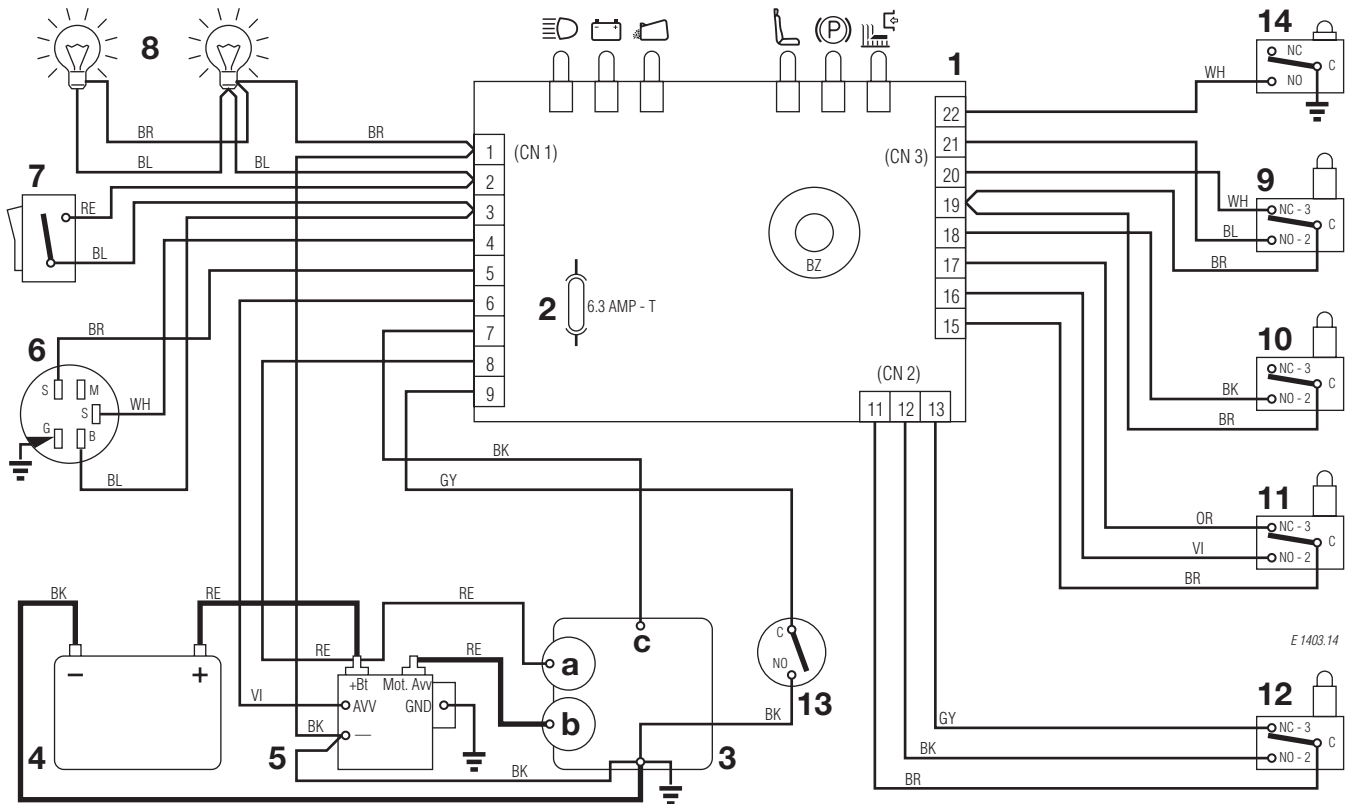 8
14
1
NC
C
NO
WH
BR
BR
BL
BL
7
RE
BL
1
2
3
4
5
6
7
8
9
(CN 1)
(P)
BZ
2
6.3 AMP - T
(CN 3)
22
21
20
19
18
17
16
15
(CN 2)
11
12
13
9
WH
NC - 3
C
BL
NO - 2
BR
10
NC - 3
C
BK
NO - 2
BR
11
OR
NC - 3
C
VI
NO - 2
BR
E 1403.14
12
GY
NC - 3
C
BK
NO - 2
BR
6
BR
S
M
S
WH
G
B
BL
BK
GY
BK
RE
RE
RE
RE
+
–
4
+Bt
Mot. Avv
VI
AVV
GND
BK
—
5
BK
a
b
c
3
C
NO
13
BK